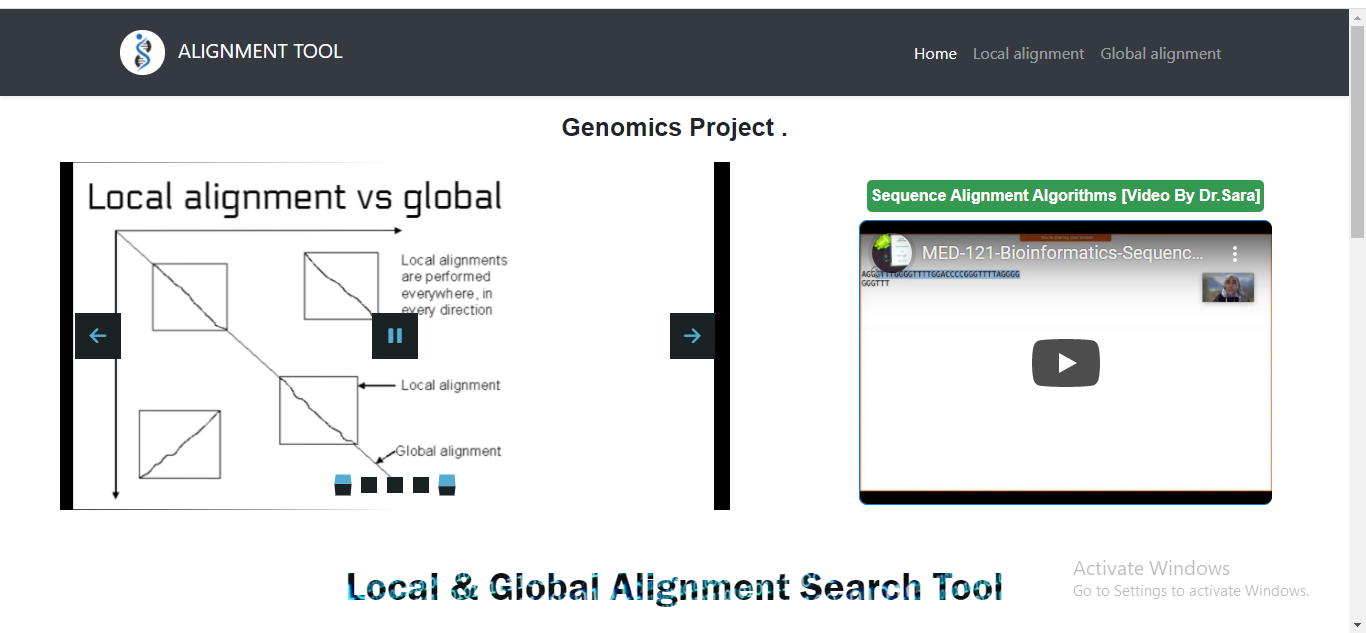 ALIGNMENT TOOL
Home Local alignment Global alignment
Genomics Project .
Local alignment vs global
Local alignments
are performed
everywhere, in
every direction
Local alignment
Global alignment
Sequence Alignment Algorithms [Video By Dr.Sara]
MED-121-Bioinformatics-Sequenc...
GGGTTT
Local & Global Alignment Search Tool
Activate Windows
Go to Settings to activate Windows.